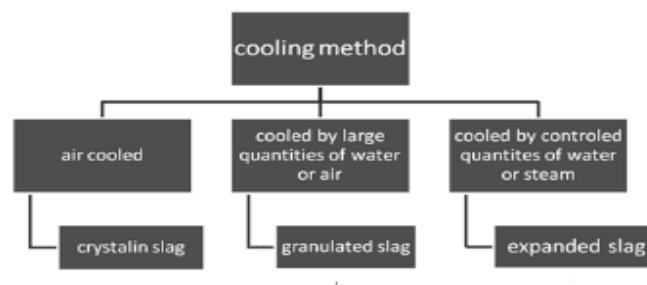 cooling method
air cooled
cooled by large
quantities of water
or air
cooled by controled
quantites of water
or steam
crystalin slag
granulated slag
expanded slag